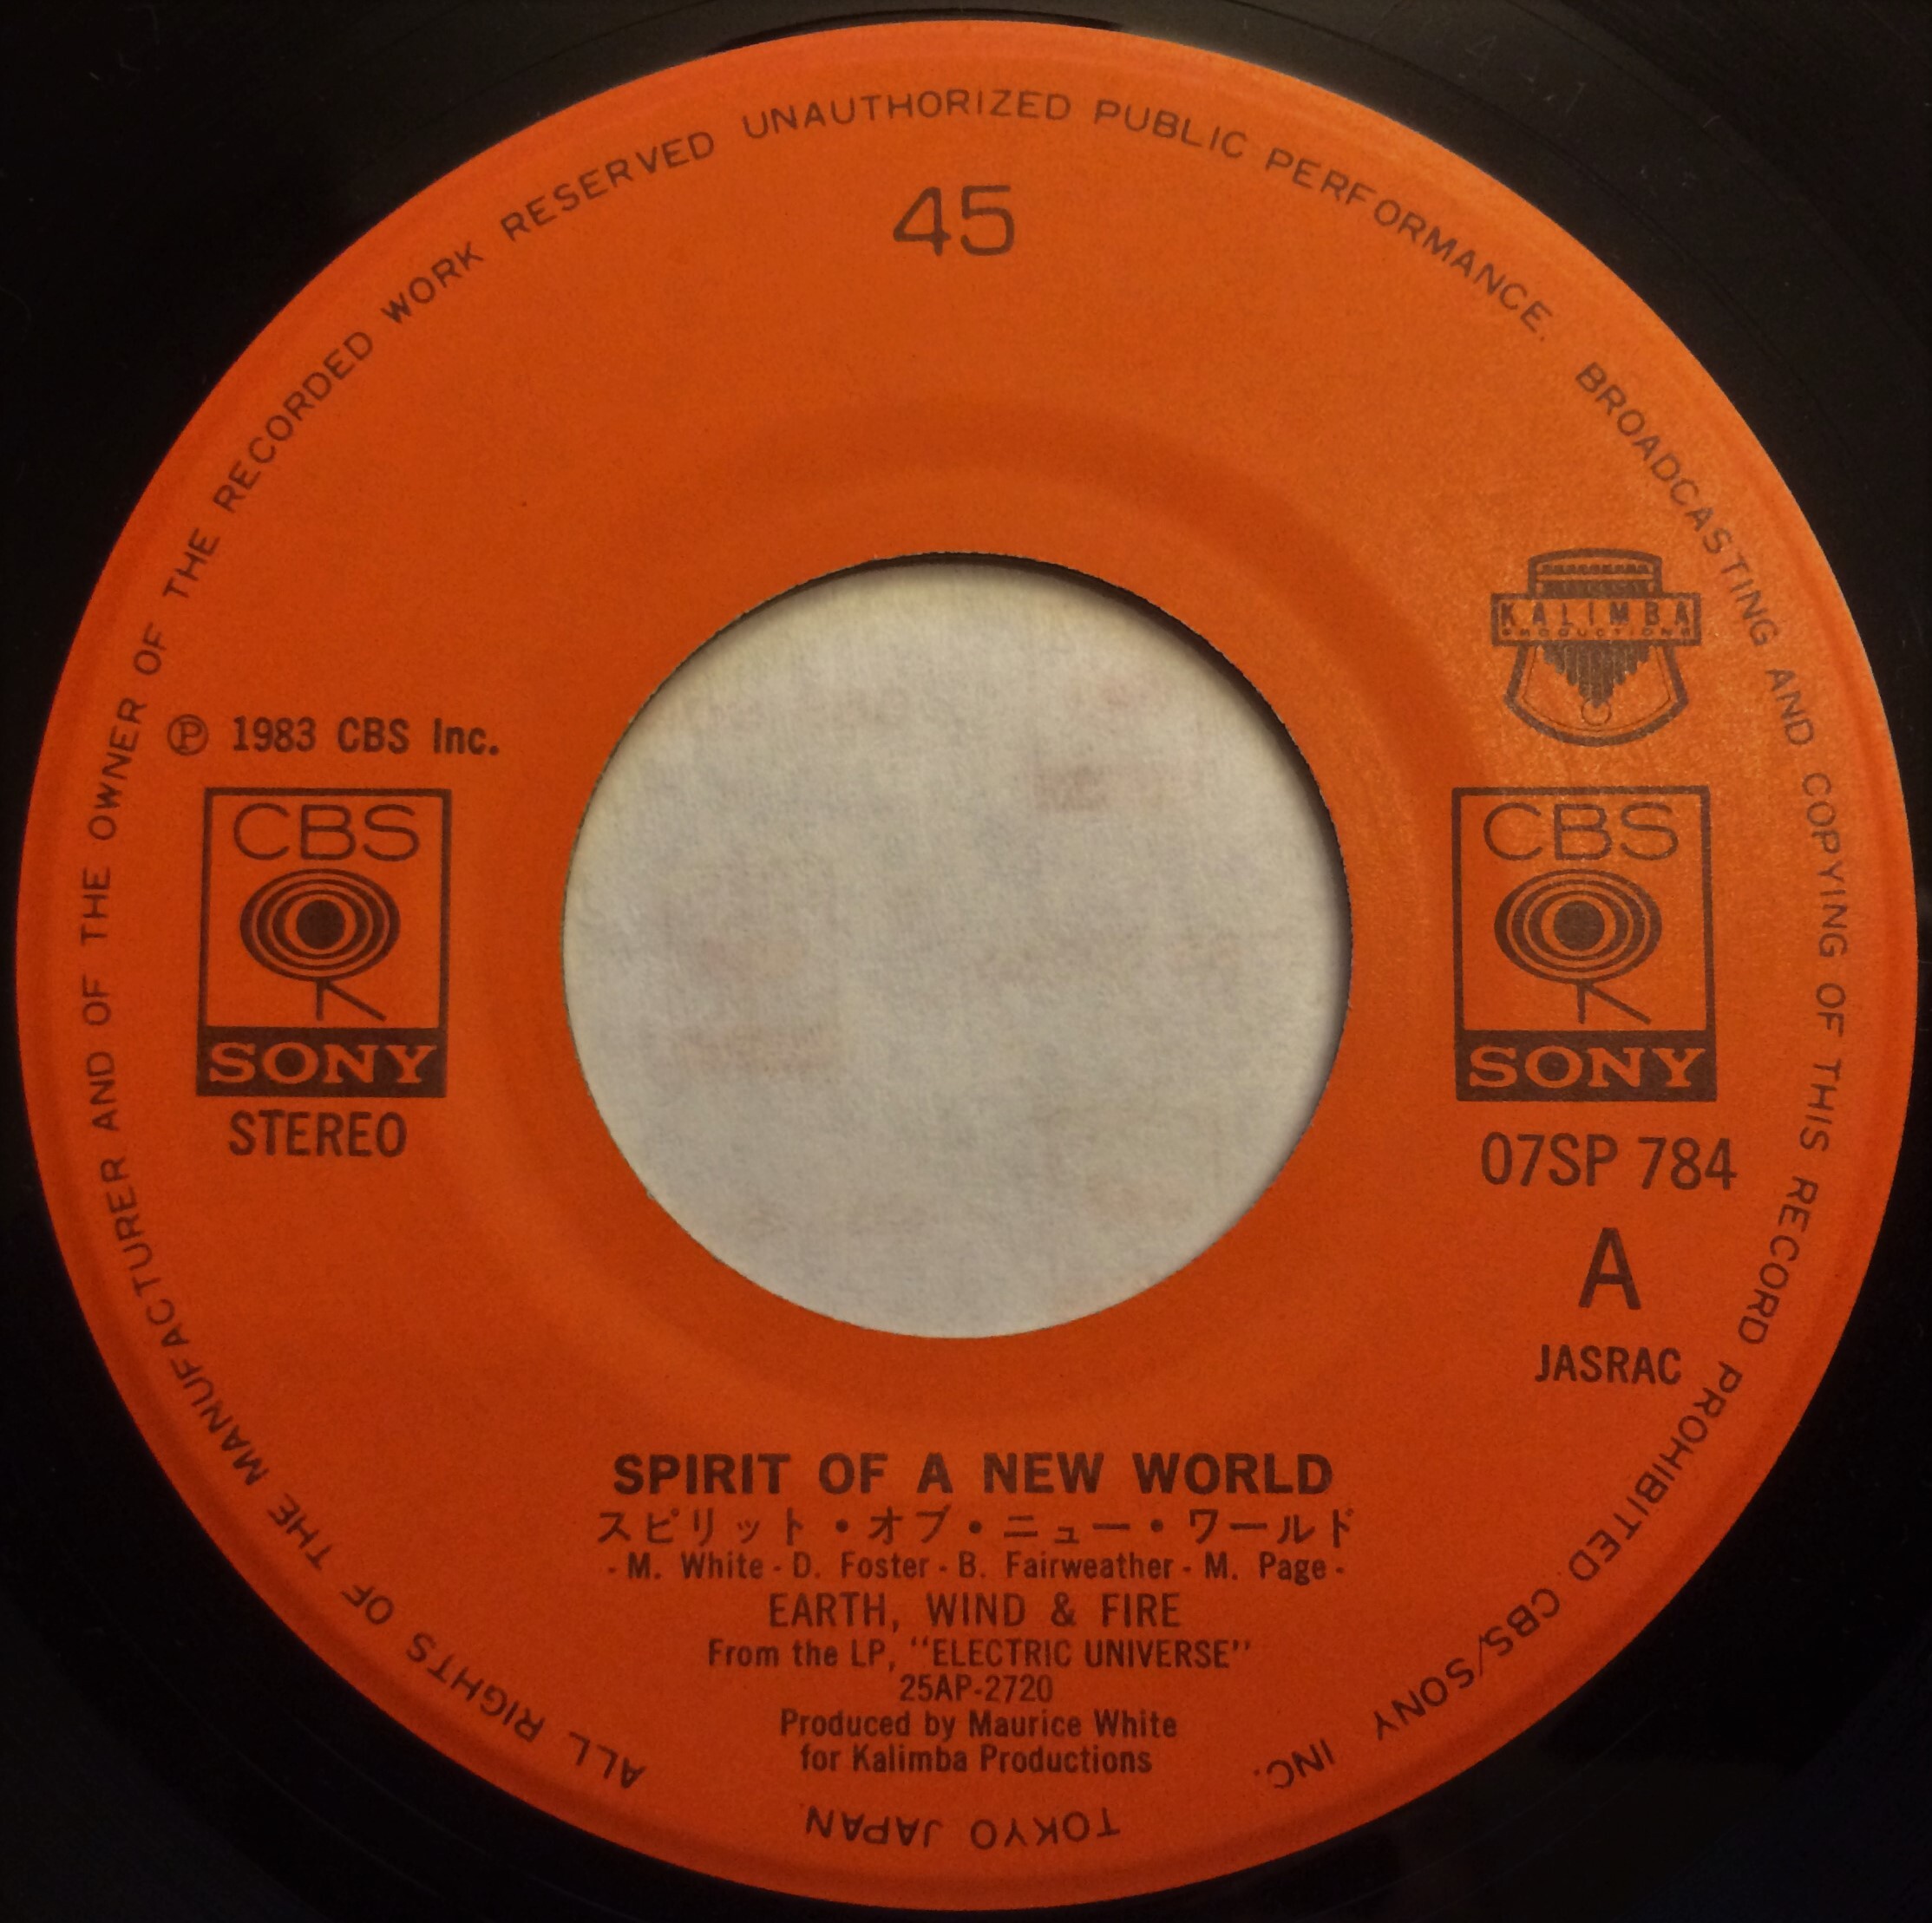 ALL RIGHTS OF THE MANUFACTURER AND OF THE OWNER OF THE RECORDED WORK RESERVED UNAUTHORIZED PUBLIC PERFORMANCE. BROADCASTING AND COPYING OF THIS RECORD PROHIBITED CBS/SONY INC.
TOKYO JAPAN
45
KALIMBA
PRODUCTIONS
Ⓟ 1983 CBS Inc.
CBS
SONY
STEREO
CBS
SONY
07SP 784
A
JASRAC
SPIRIT OF A NEW WORLD
スピリット・オブ・ニュー・ワールド
- M. White - D. Foster - B. Fairweather - M. Page -
EARTH, WIND & FIRE
From the LP, "ELECTRIC UNIVERSE"
25AP-2720
Produced by Maurice White
for Kalimba Productions